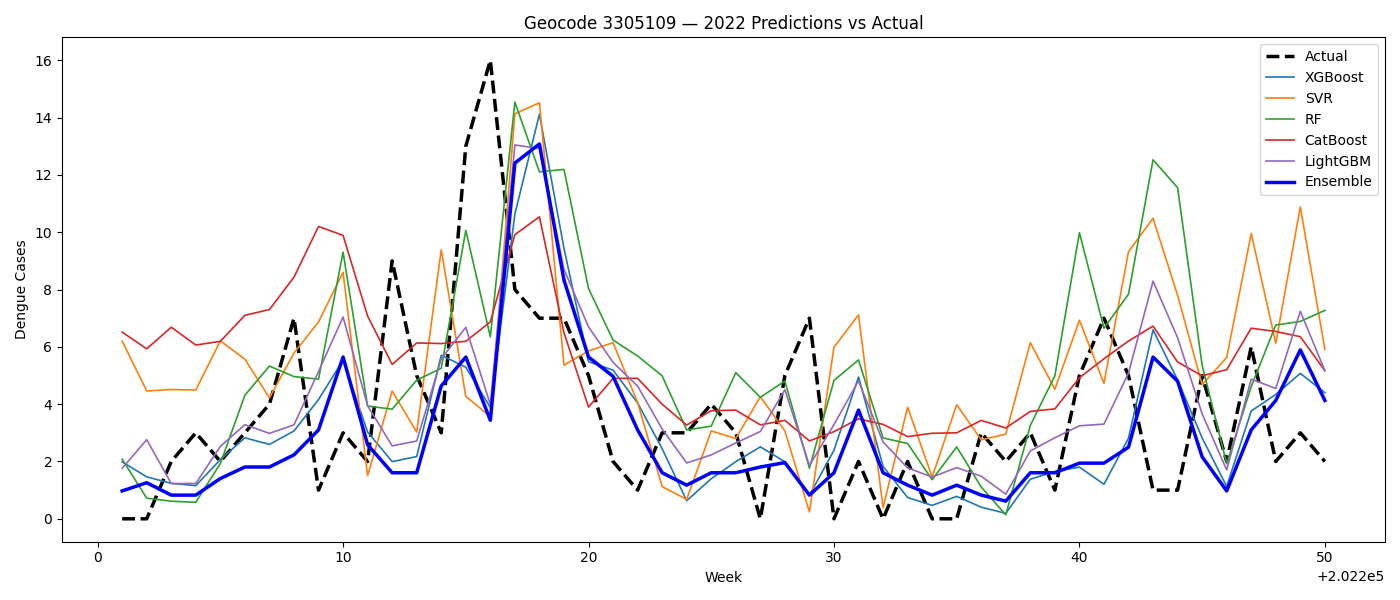 Geocode 3305109 — 2022 Predictions vs Actual
Dengue Cases
16
14
12
10
8
6
4
2
0
Actual
XGBoost
SVR
RF
CatBoost
LightGBM
Ensemble
0 10 20 30 40 50
+2.022e5
Week